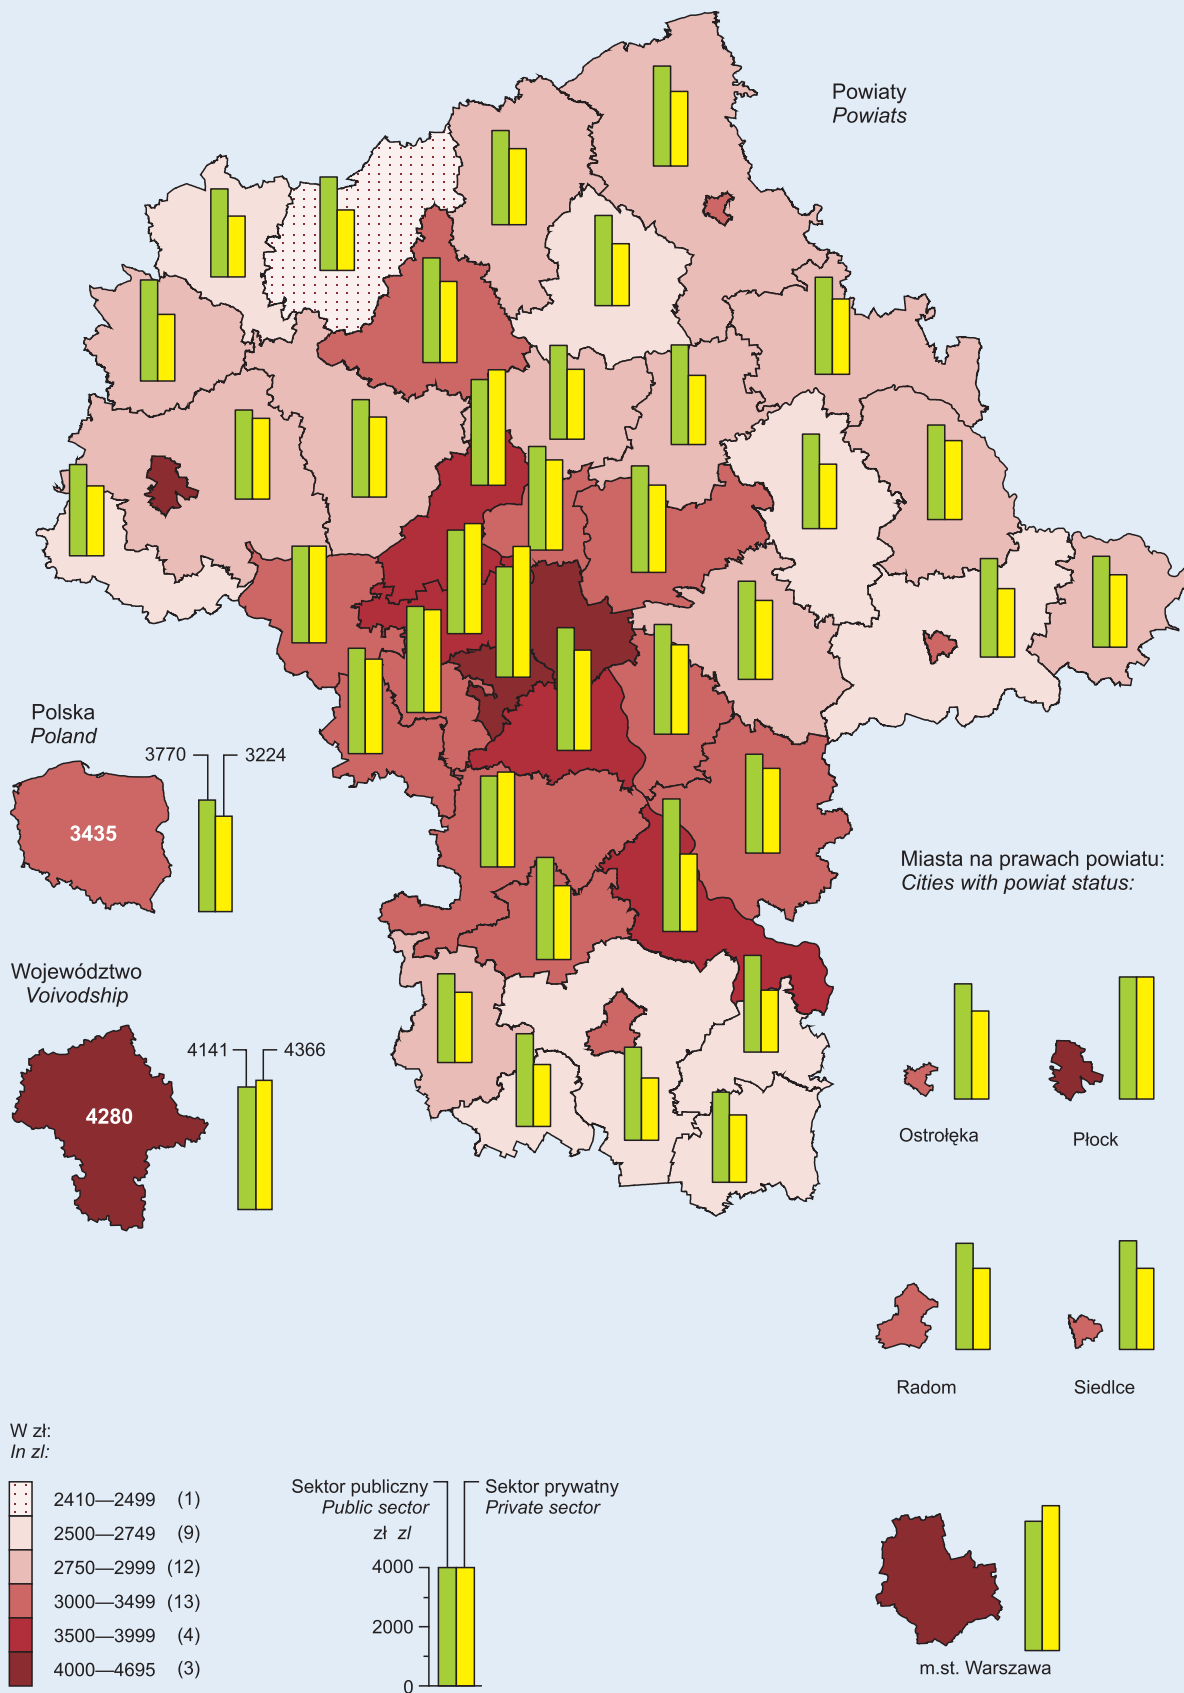 Powiaty
Powiats
Polska
Poland
3770
3224
3435
Województwo
Voivodship
4141
4366
4280
Miasta na prawach powiatu:
Cities with powiat status:
Ostrołęka
Płock
Radom
Siedlce
m.st. Warszawa
W zł:
In zl:
2410—2499 (1)
2500—2749 (9)
2750—2999 (12)
3000—3499 (13)
3500—3999 (4)
4000—4695 (3)
Sektor publiczny
Public sector
Sektor prywatny
Private sector
zł zl
4000
2000
0